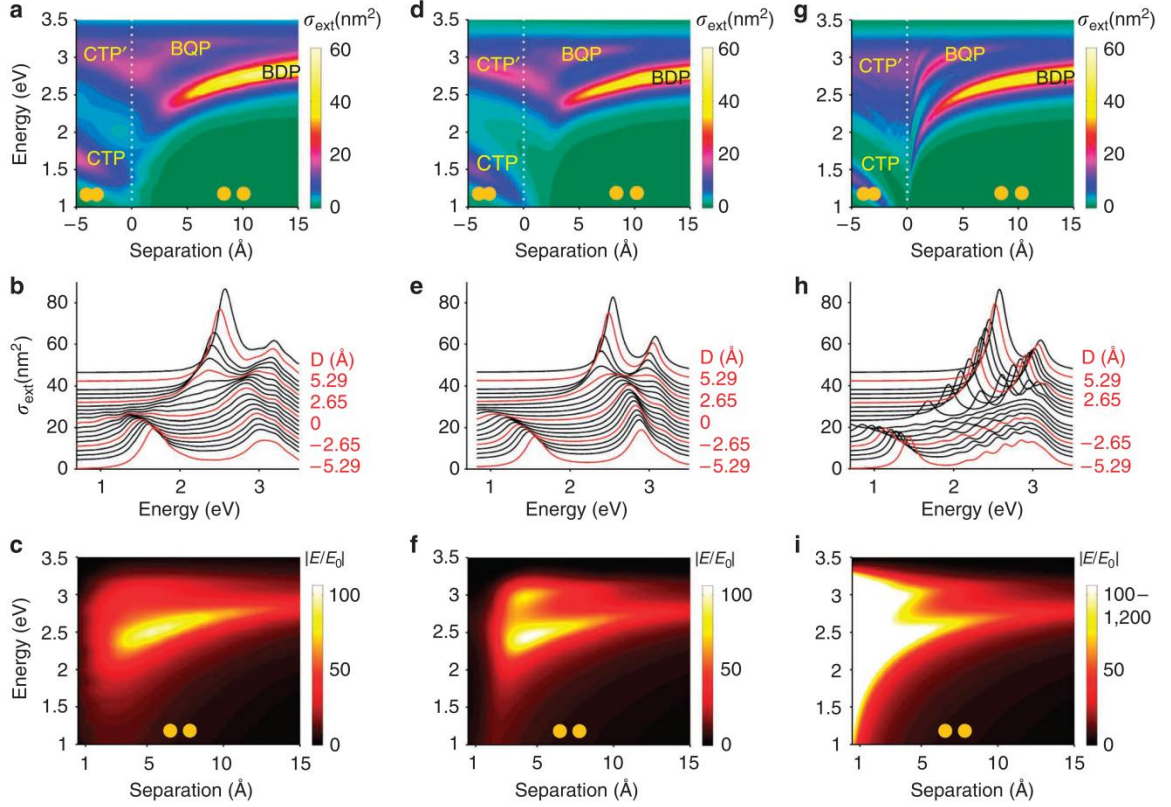 a
σext(nm2)
3.5
3
2.5
2
1.5
1
Energy (eV)
CTP′
BQP
BDP
CTP
60
40
20
0
−5
0
5
10
15
Separation (Å)
d
σext(nm2)
3.5
3
2.5
2
1.5
1
CTP′
BQP
BDP
CTP
60
40
20
0
−5
0
5
10
15
Separation (Å)
g
σext(nm2)
3.5
3
2.5
2
1.5
1
CTP′
BQP
BDP
CTP
60
40
20
0
−5
0
5
10
15
Separation (Å)
b
80
60
40
20
0
σext(nm2)
D (Å)
5.29
2.65
0
−2.65
−5.29
1
2
3
Energy (eV)
e
80
60
40
20
0
D (Å)
5.29
2.65
0
−2.65
−5.29
1
2
3
Energy (eV)
h
80
60
40
20
0
D (Å)
5.29
2.65
0
−2.65
−5.29
1
2
3
Energy (eV)
c
|E/E0|
3.5
3
2.5
2
1.5
1
Energy (eV)
100
50
0
1
5
10
15
Separation (Å)
f
|E/E0|
3.5
3
2.5
2
1.5
1
100
50
0
1
5
10
15
Separation (Å)
i
|E/E0|
3.5
3
2.5
2
1.5
1
100−
1,200
50
0
1
5
10
15
Separation (Å)